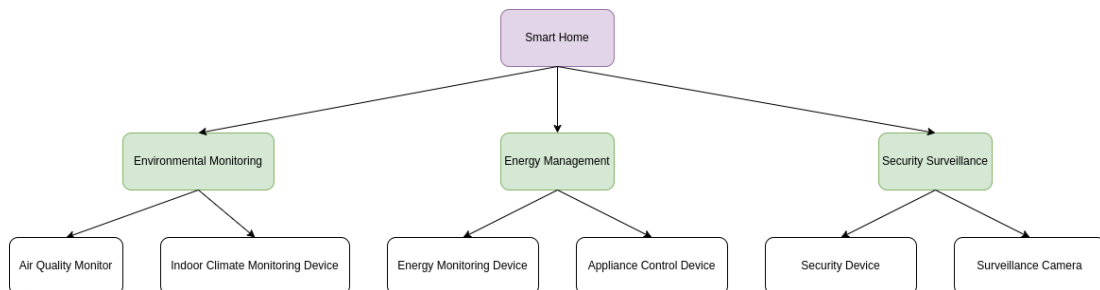 Smart Home
Environmental Monitoring
Energy Management
Security Surveillance
Air Quality Monitor
Indoor Climate Monitoring Device
Energy Monitoring Device
Appliance Control Device
Security Device
Surveillance Camera